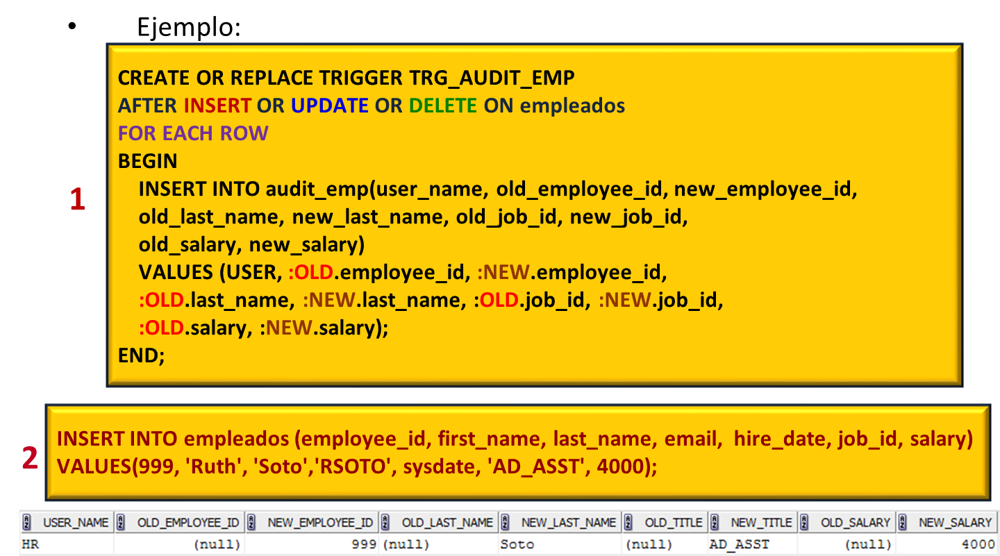 • Ejemplo:
CREATE OR REPLACE TRIGGER TRG_AUDIT_EMP
AFTER INSERT OR UPDATE OR DELETE ON empleados
FOR EACH ROW
BEGIN
INSERT INTO audit_emp(user_name, old_employee_id, new_employee_id,
old_last_name, new_last_name, old_job_id, new_job_id,
old_salary, new_salary)
VALUES (USER, :OLD.employee_id, :NEW.employee_id,
:OLD.last_name, :NEW.last_name, :OLD.job_id, :NEW.job_id,
:OLD.salary, :NEW.salary);
END;
1
INSERT INTO empleados (employee_id, first_name, last_name, email, hire_date, job_id, salary)
VALUES(999, 'Ruth', 'Soto','RSOTO', sysdate, 'AD_ASST', 4000);
2
USER_NAME OLD_EMPLOYEE_ID NEW_EMPLOYEE_ID OLD_LAST_NAME NEW_LAST_NAME OLD_TITLE NEW_TITLE OLD_SALARY NEW_SALARY
HR (null) 999 (null) Soto (null) AD_ASST (null) 4000